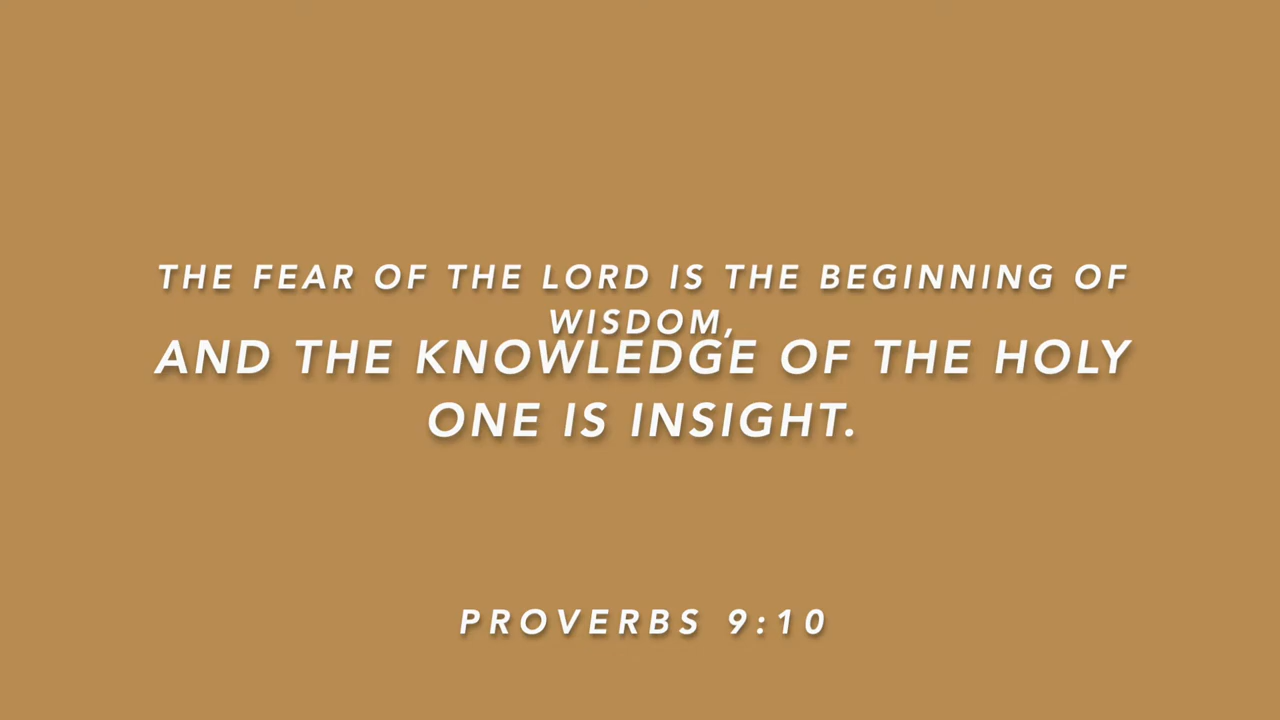 THE FEAR OF THE LORD IS THE BEGINNING OF
WISDOM,
AND THE KNOWLEDGE OF THE HOLY
ONE IS INSIGHT.
PROVERBS 9:10